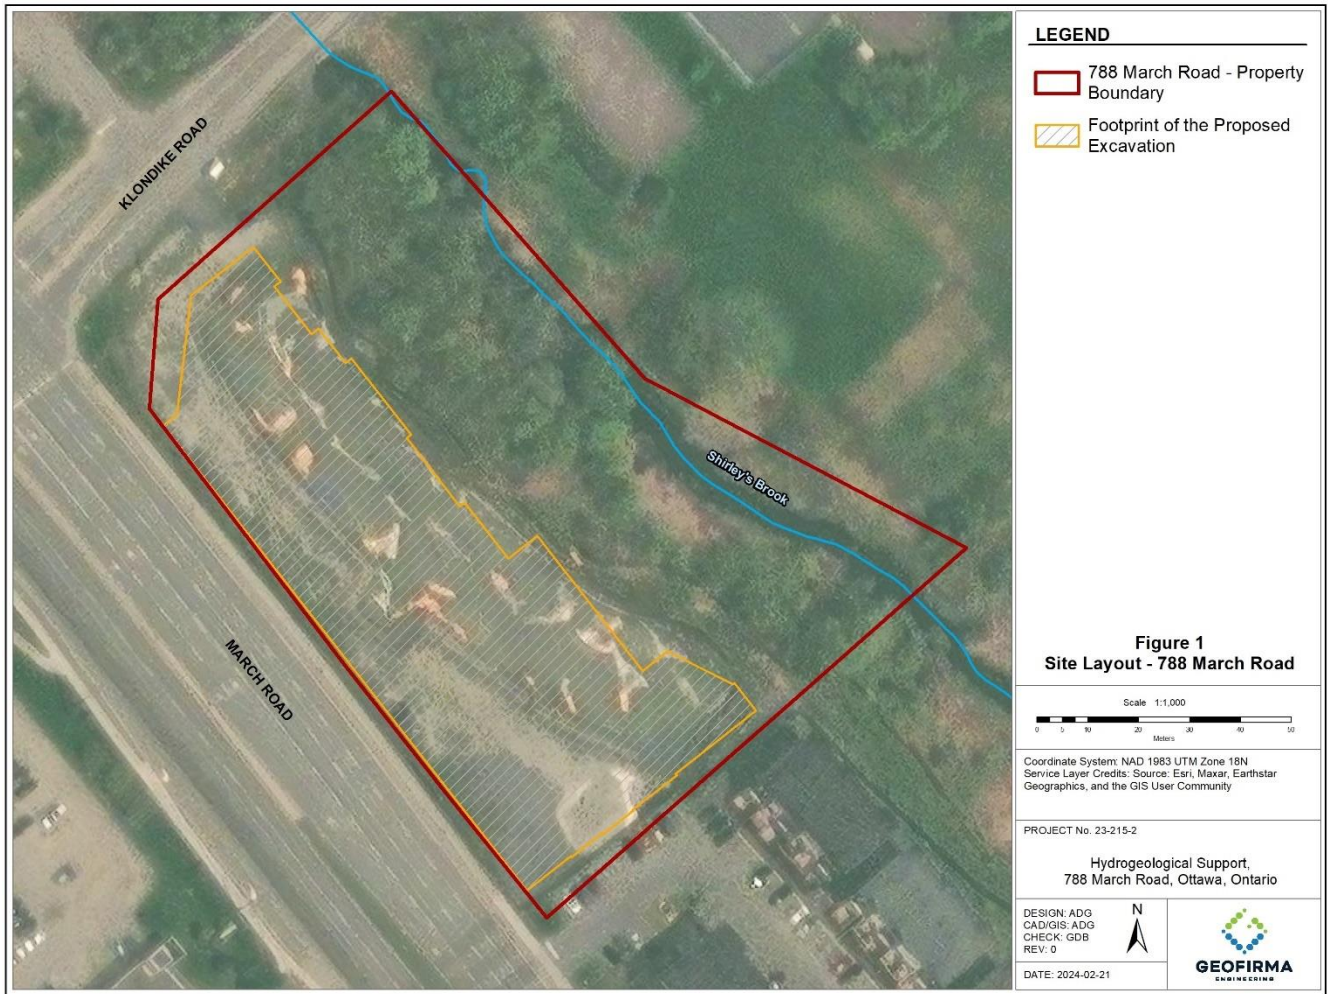 KLONDIKE ROAD
MARCH ROAD
Shirley's Brook
LEGEND
788 March Road - Property
Boundary
Footprint of the Proposed
Excavation
Figure 1
Site Layout - 788 March Road
Scale 1:1,000
0 5 10 20 30 40 50
Meters
Coordinate System: NAD 1983 UTM Zone 18N
Service Layer Credits: Source: Esri, Maxar, Earthstar
Geographics, and the GIS User Community
PROJECT No. 23-215-2
Hydrogeological Support,
788 March Road, Ottawa, Ontario
DESIGN: ADG
CAD/GIS: ADG
CHECK: GDB
REV: 0
N
DATE: 2024-02-21
GEOFIRMA
ENGINEERING